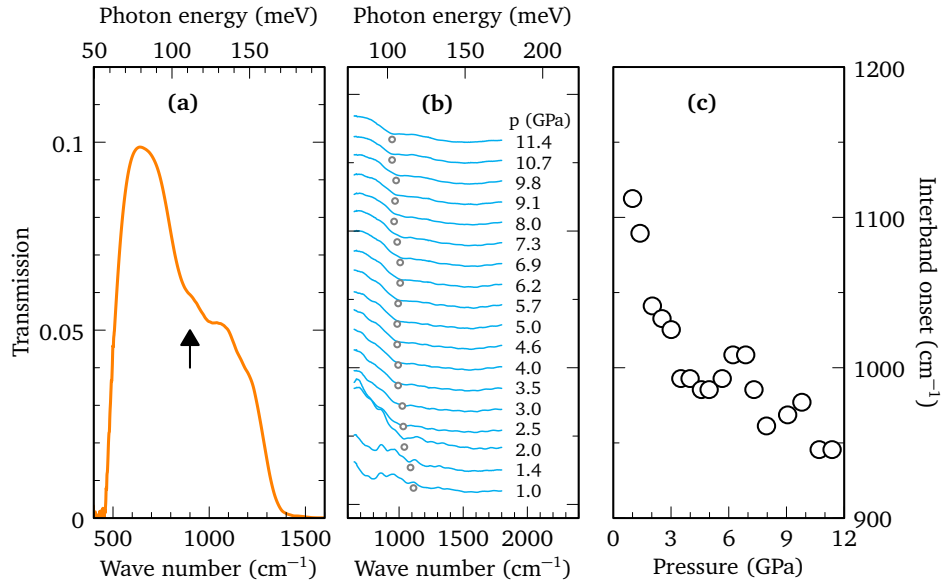 Photon energy (meV)
50 100 150
(a)
Transmission
0.1
0.05
0
500 1000 1500
Wave number (cm⁻¹)
Photon energy (meV)
100 150 200
(b)
p (GPa)
11.4
10.7
9.8
9.1
8.0
7.3
6.9
6.2
5.7
5.0
4.6
4.0
3.5
3.0
2.5
2.0
1.4
1.0
1000 1500 2000
Wave number (cm⁻¹)
(c)
1200
1100
1000
900
Interband onset (cm⁻¹)
0 3 6 9 12
Pressure (GPa)